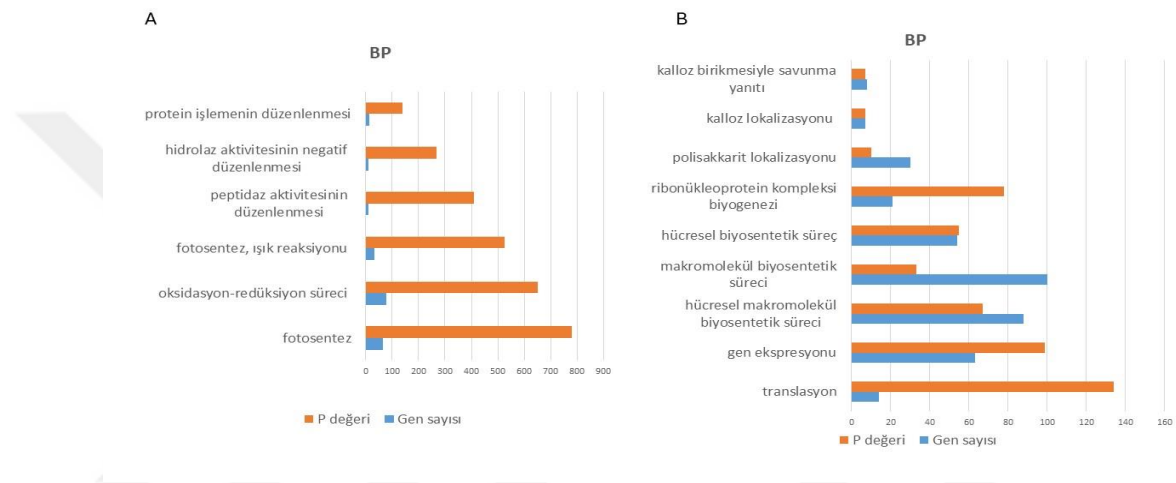 A
BP
protein işlemenin düzenlenmesi
hidrolaz aktivitesinin negatif
düzenlenmesi
peptidaz aktivitesinin
düzenlenmesi
fotosentez, ışık reaksiyonu
oksidasyon-redüksiyon süreci
fotosentez
0 100 200 300 400 500 600 700 800 900
P değeri Gen sayısı
B
BP
kalloz birikmesiyle savunma
yanıtı
kalloz lokalizasyonu
polisakkarit lokalizasyonu
ribonükleoprotein kompleksi
biyogenezi
hücresel biyosentetik süreç
makromolekül biyosentetik
süreci
hücresel makromolekül
biyosentetik süreci
gen ekspresyonu
translasyon
0 20 40 60 80 100 120 140 160
P değeri Gen sayısı